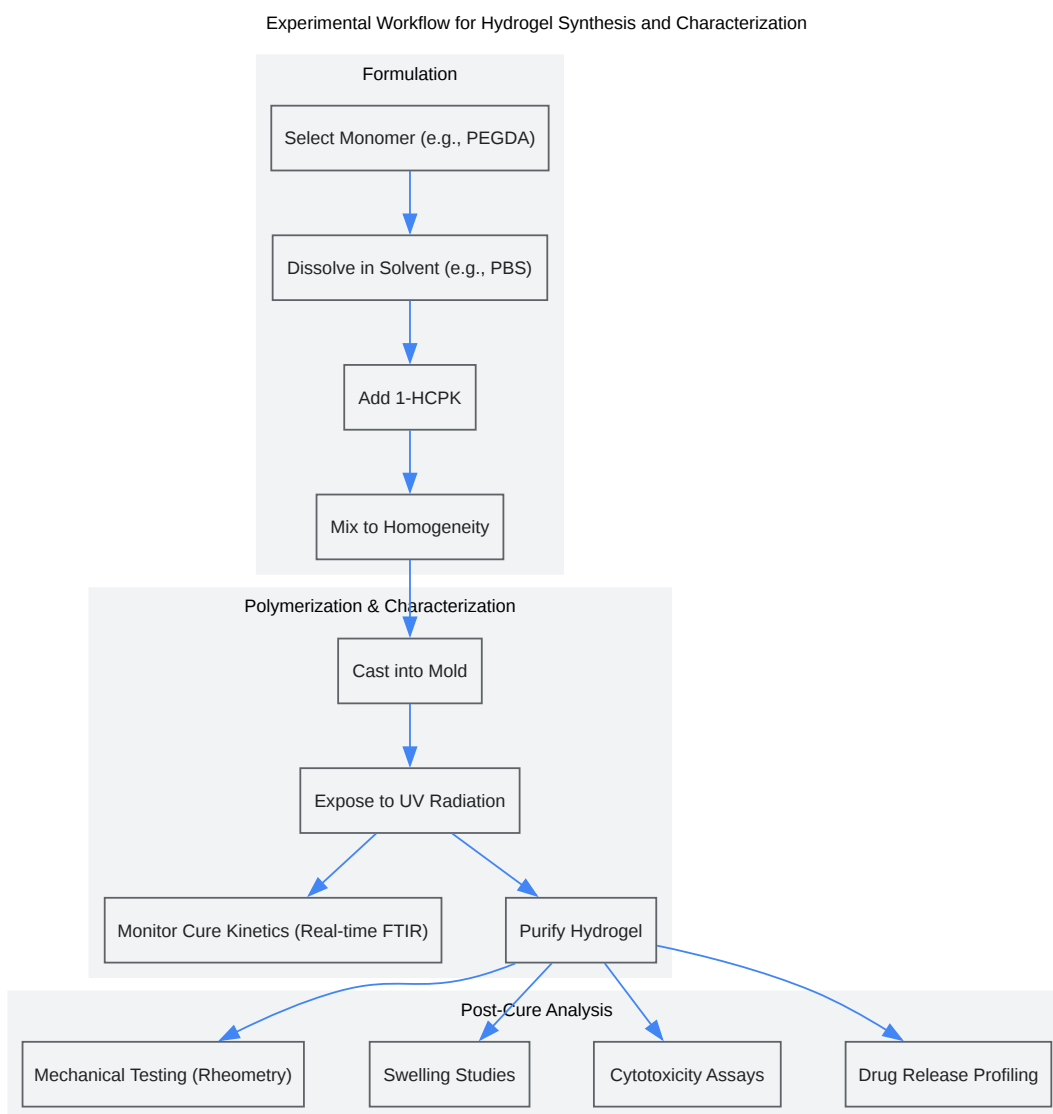 Experimental Workflow for Hydrogel Synthesis and Characterization
Formulation
Select Monomer (e.g., PEGDA)
Dissolve in Solvent (e.g., PBS)
Add 1-HCPK
Mix to Homogeneity
Polymerization & Characterization
Cast into Mold
Expose to UV Radiation
Monitor Cure Kinetics (Real-time FTIR)
Purify Hydrogel
Post-Cure Analysis
Mechanical Testing (Rheometry)
Swelling Studies
Cytotoxicity Assays
Drug Release Profiling